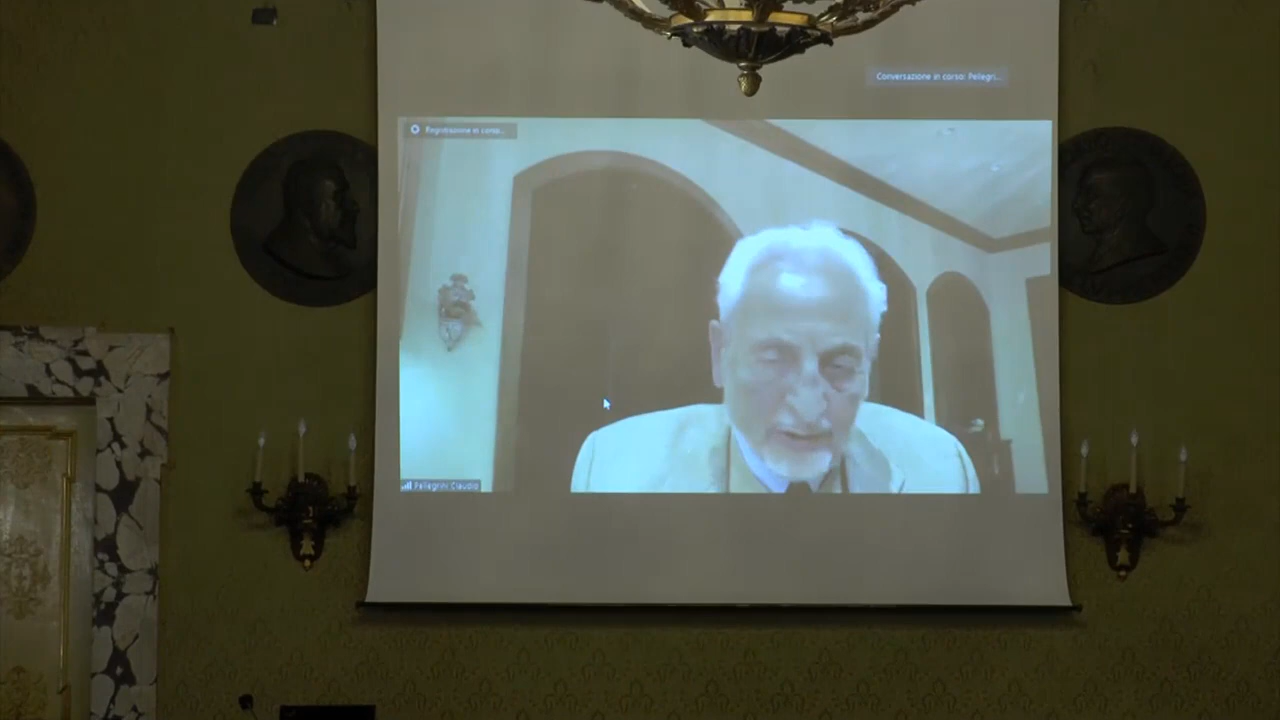 Conversazione in corso: Pellegri...
Registrazione in corso...
Pellegrini Claudio